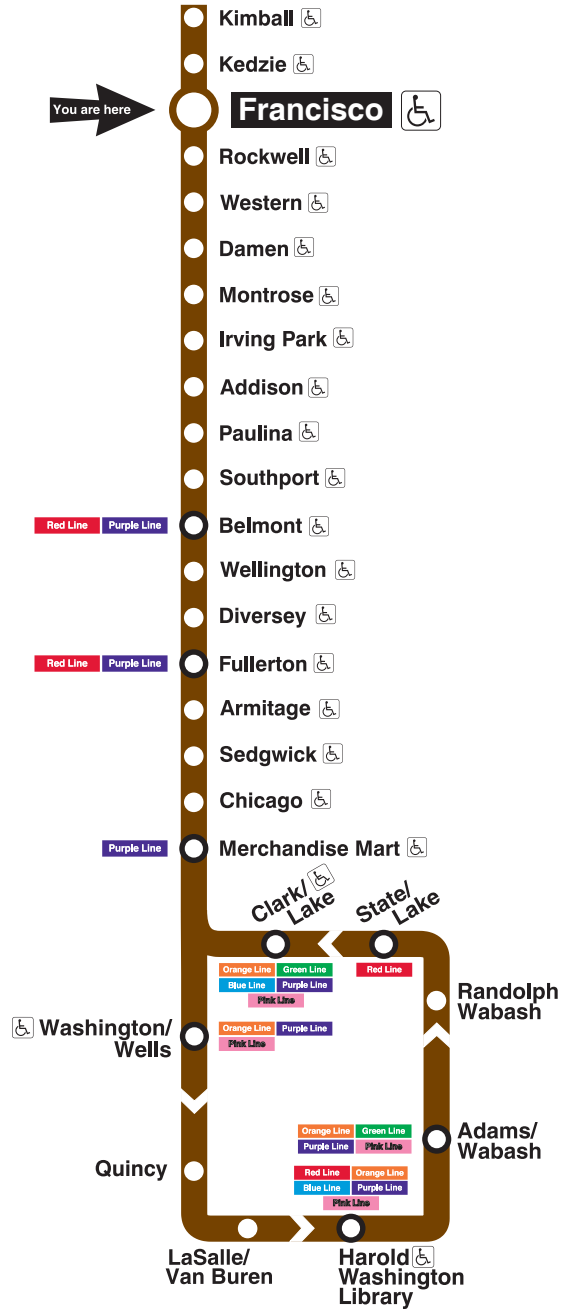 Kimball
Kedzie
You are here
Francisco
Rockwell
Western
Damen
Montrose
Irving Park
Addison
Paulina
Southport
Red Line Purple Line
Belmont
Wellington
Diversey
Red Line Purple Line
Fullerton
Armitage
Sedgwick
Chicago
Purple Line
Merchandise Mart
Clark/
Lake
State/
Lake
Orange Line Green Line
Blue Line Purple Line
Pink Line
Red Line
Randolph
Wabash
Washington/
Wells
Orange Line Purple Line
Pink Line
Orange Line Green Line
Purple Line Pink Line
Adams/
Wabash
Quincy
Red Line Orange Line
Blue Line Purple Line
Pink Line
LaSalle/
Van Buren
Harold
Washington
Library